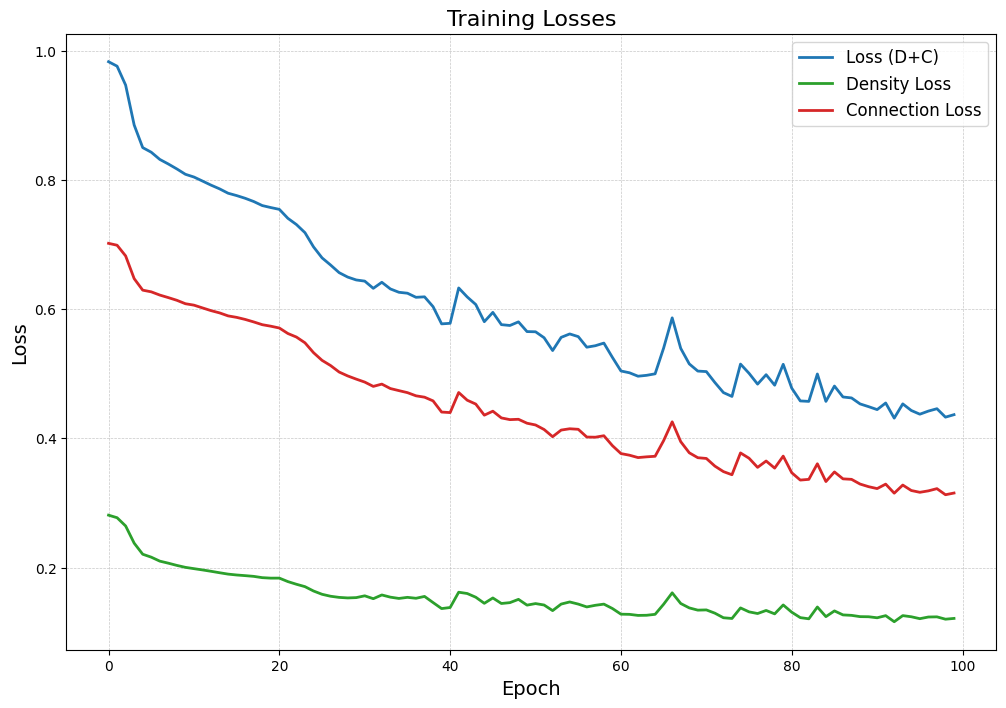 Training Losses
Loss (D+C)
Density Loss
Connection Loss
1.0
0.8
0.6
0.4
0.2
Loss
0 20 40 60 80 100
Epoch